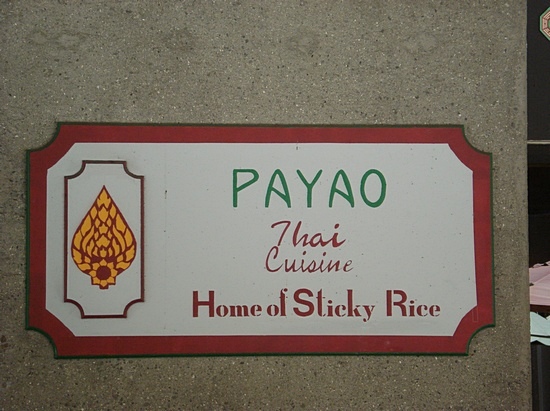 PAYAO
Thai
Cuisine
Home of Sticky Rice